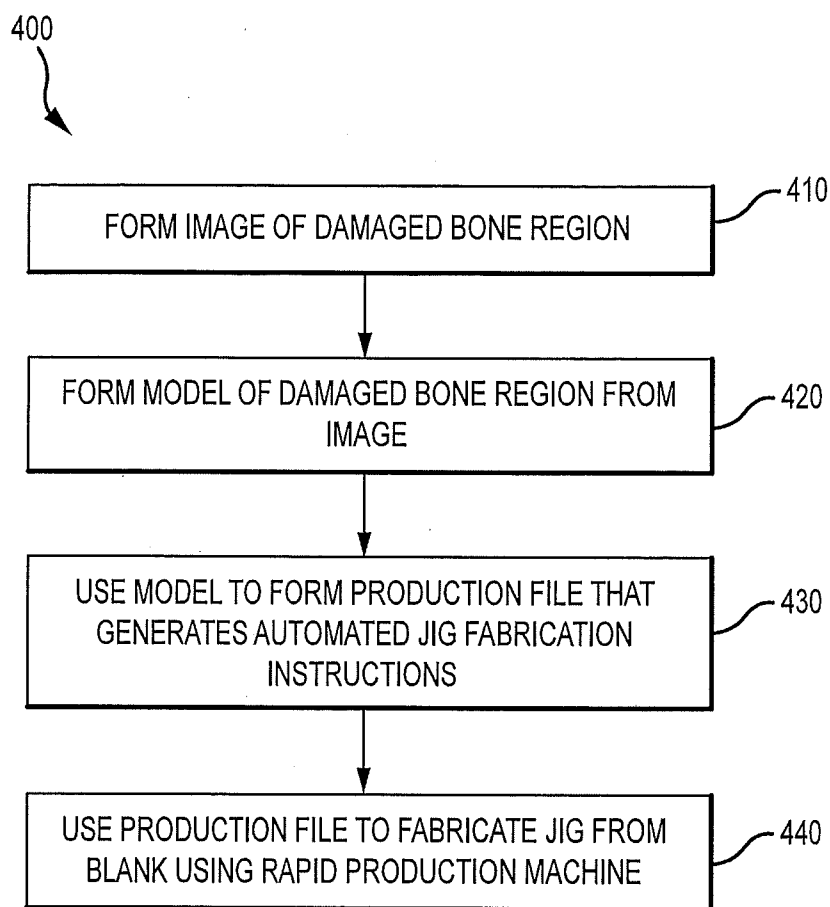 400
FORM IMAGE OF DAMAGED BONE REGION
410
FORM MODEL OF DAMAGED BONE REGION FROM
IMAGE
420
USE MODEL TO FORM PRODUCTION FILE THAT
GENERATES AUTOMATED JIG FABRICATION
INSTRUCTIONS
430
USE PRODUCTION FILE TO FABRICATE JIG FROM
BLANK USING RAPID PRODUCTION MACHINE
440